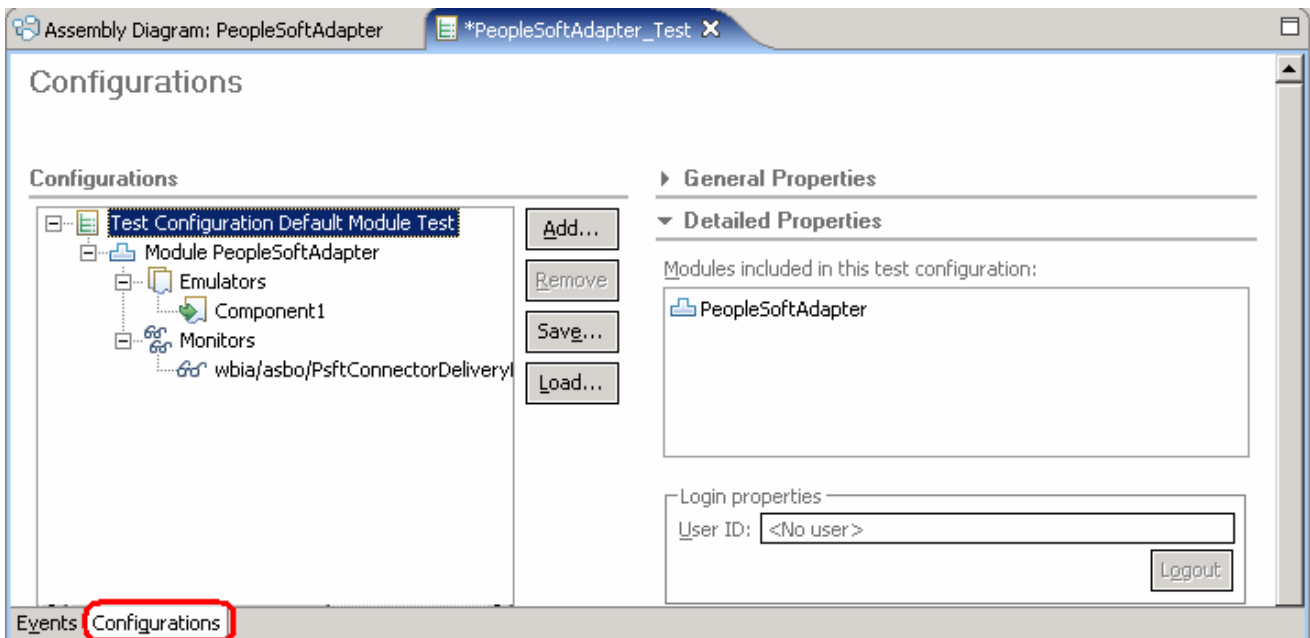 Assembly Diagram: PeopleSoftAdapter
*PeopleSoftAdapter_Test
Configurations
Configurations
Test Configuration Default Module Test
Module PeopleSoftAdapter
Emulators
Component1
Monitors
wbia/asbo/PsftConnectorDelivery
Add...
Remove
Save...
Load...
General Properties
Detailed Properties
Modules included in this test configuration:
PeopleSoftAdapter
Login properties
User ID: <No user>
Logout
Events Configurations